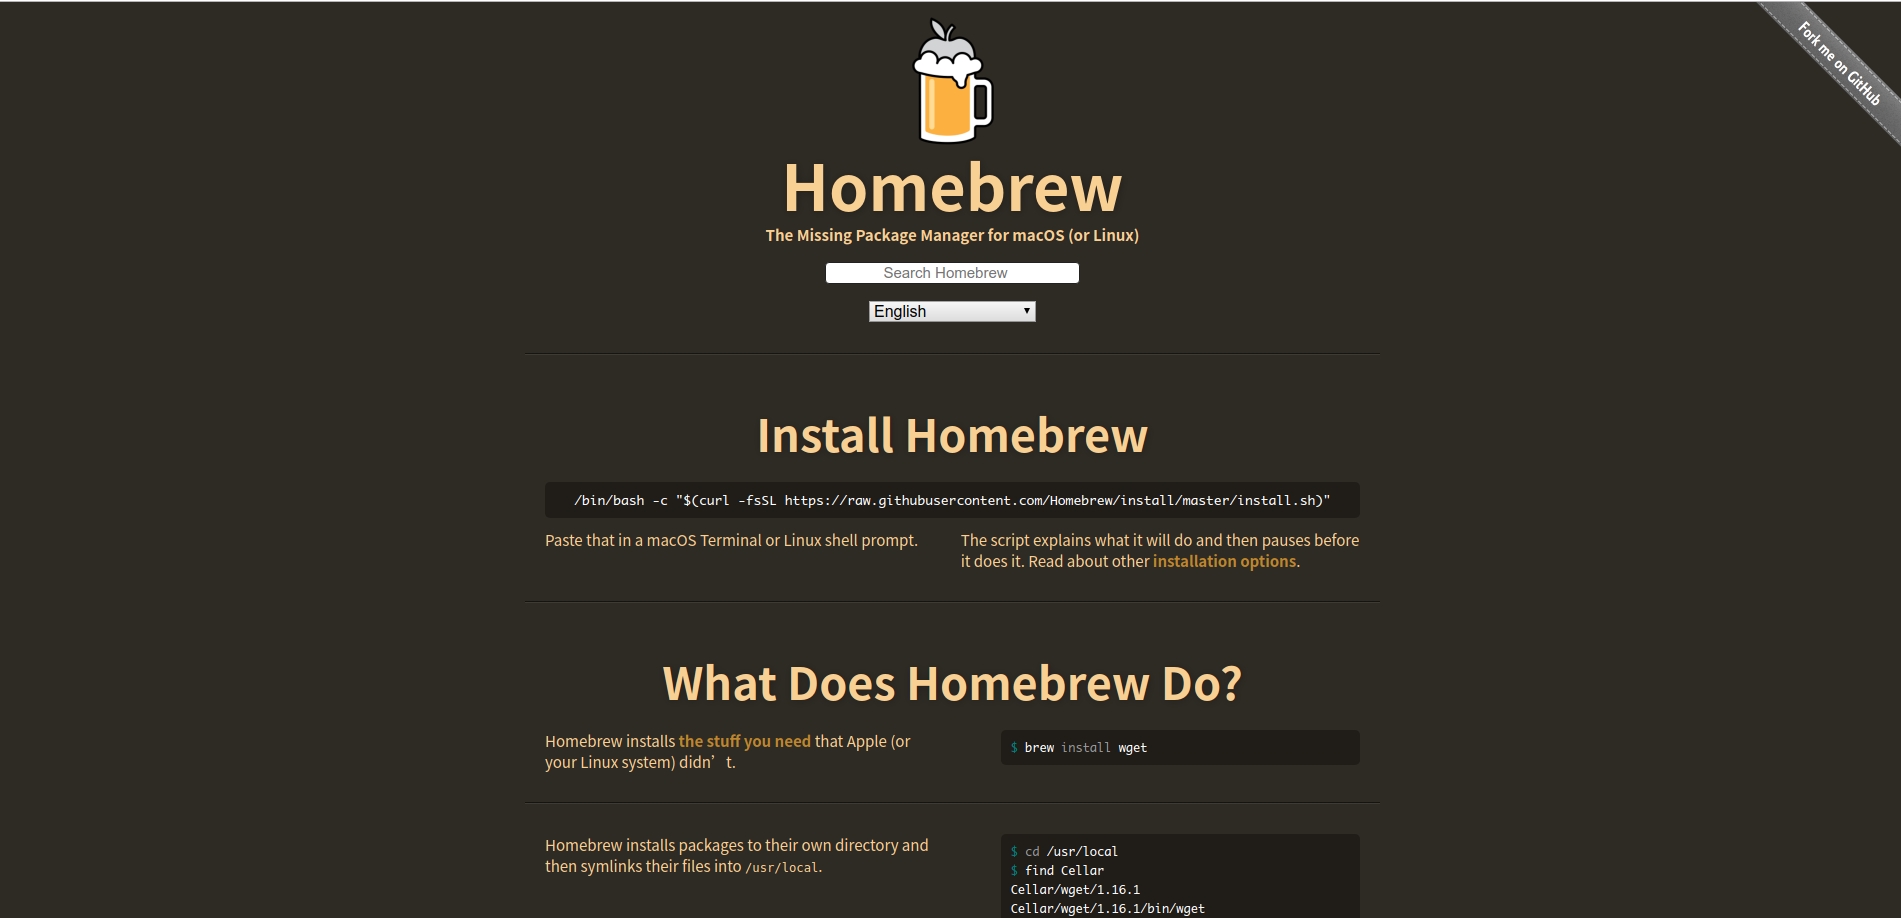 Fork me on GitHub
Homebrew
The Missing Package Manager for macOS (or Linux)
Search Homebrew
English
Install Homebrew
/bin/bash -c "$(curl -fsSL https://raw.githubusercontent.com/Homebrew/install/master/install.sh)"
Paste that in a macOS Terminal or Linux shell prompt.
The script explains what it will do and then pauses before
it does it. Read about other installation options.
What Does Homebrew Do?
Homebrew installs the stuff you need that Apple (or
your Linux system) didn’t.
$ brew install wget
Homebrew installs packages to their own directory and
then symlinks their files into /usr/local.
$ cd /usr/local
$ find Cellar
Cellar/wget/1.16.1
Cellar/wget/1.16.1/bin/wget